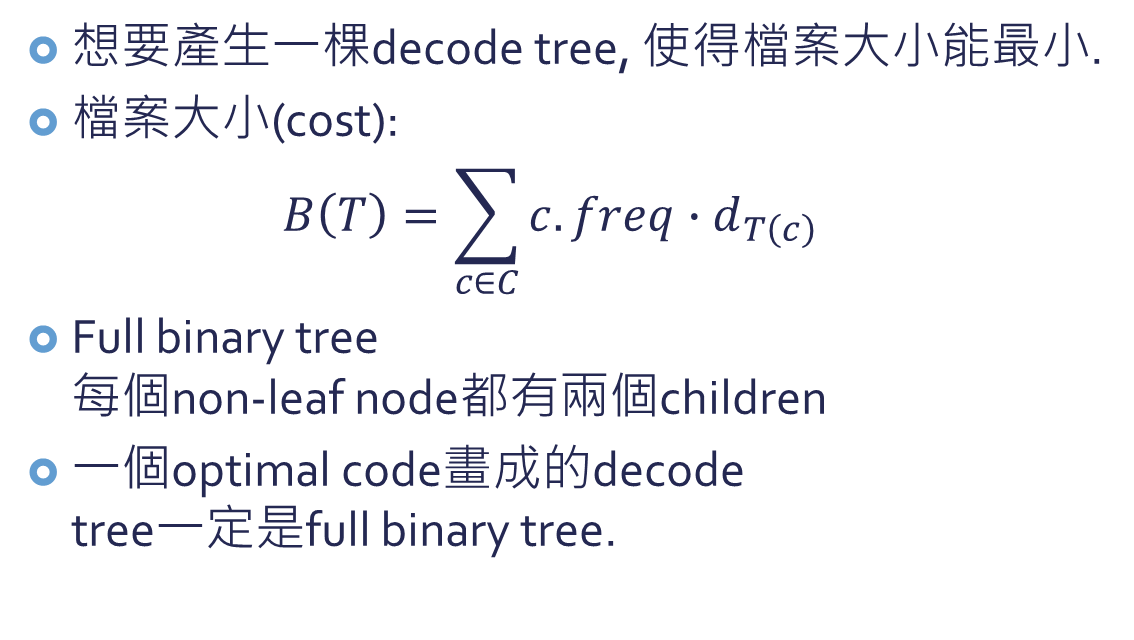 想要產生一棵decode tree, 使得檔案大小能最小.
檔案大小(cost):
B(T) = ∑_{c∈C} c.freq · d_{T(c)}
Full binary tree
每個non-leaf node都有兩個children
一個optimal code畫成的decode
tree一定是full binary tree.